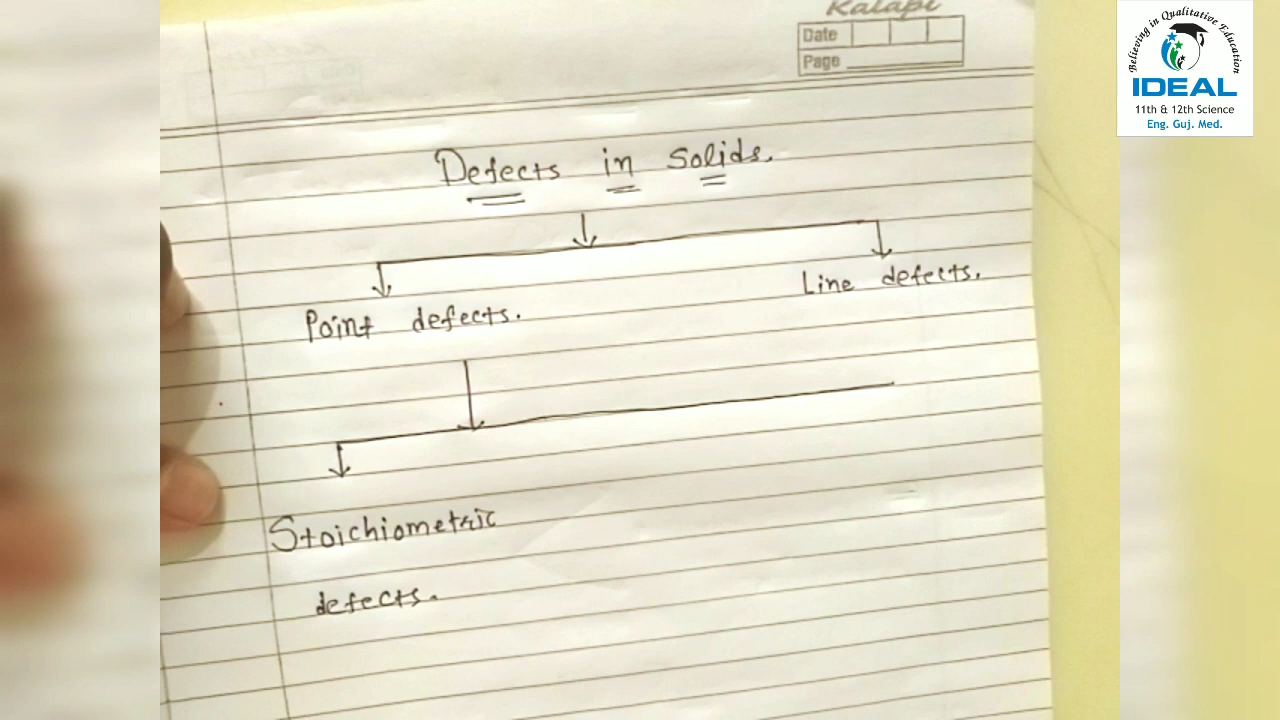 Kalapi
Date
Page
Believing in Qualitative Education
IDEAL
11th & 12th Science
Eng. Guj. Med.
Defects in Solids.
Line defects.
Point defects.
Stoichiometric
defects.